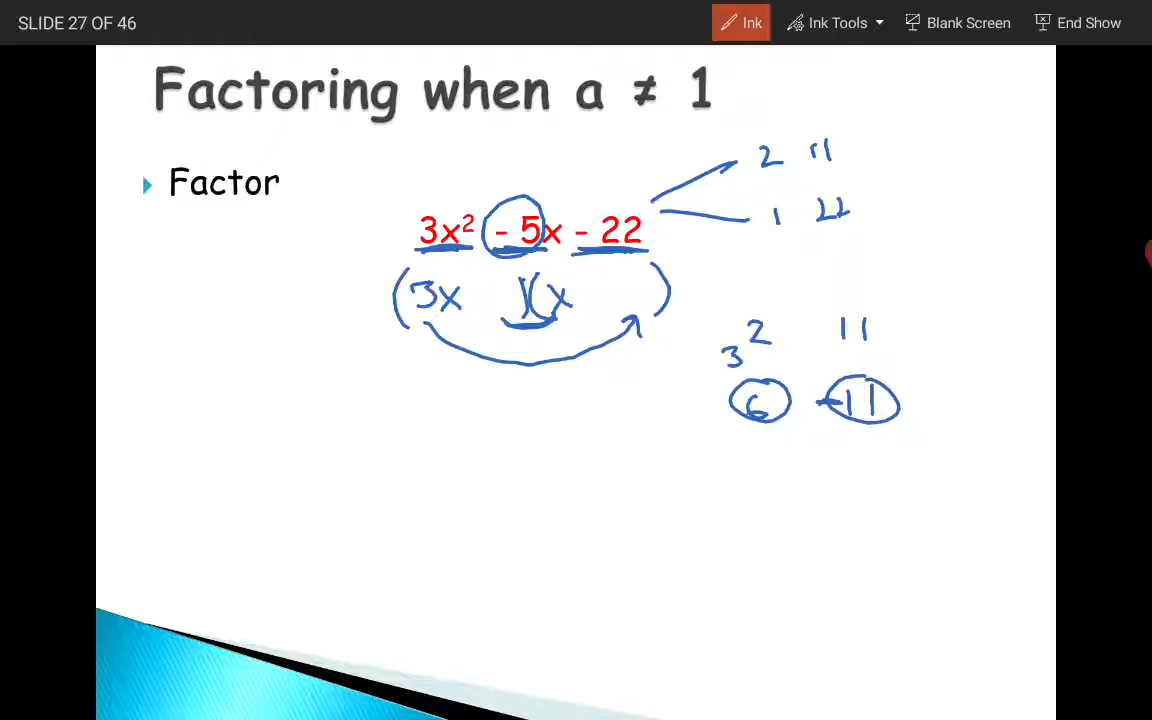 SLIDE 27 OF 46
Ink
Ink Tools
Blank Screen
End Show
Factoring when a ≠ 1
Factor
2 11
3x² - 5x - 22
1 22
(3x )(x )
2 11
3
6 -11